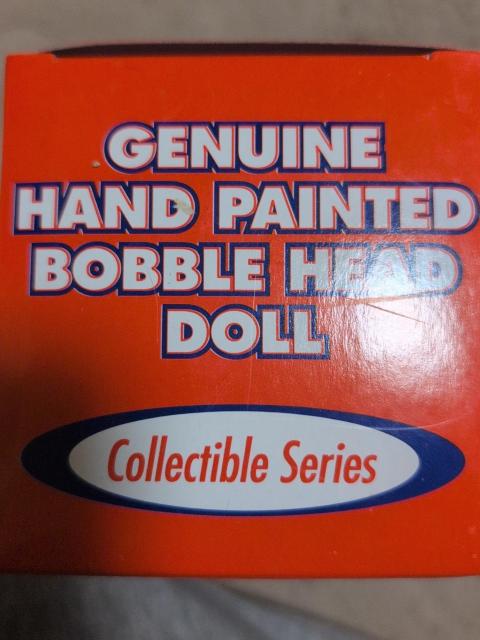 GENUINE
HAND PAINTED
BOBBLE HEAD
DOLL
Collectible Series